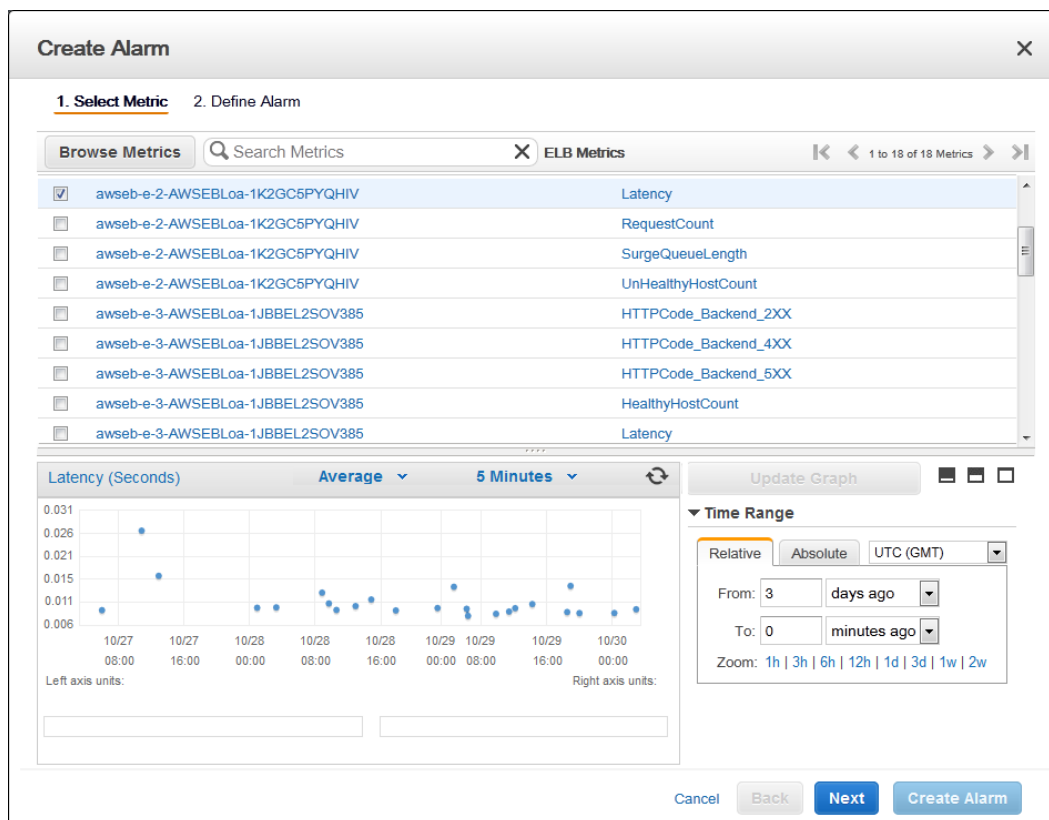 Create Alarm
1. Select Metric 2. Define Alarm
Browse Metrics Search Metrics ELB Metrics 1 to 18 of 18 Metrics
awseb-e-2-AWSEBLoa-1K2GC5PYQHIV Latency
awseb-e-2-AWSEBLoa-1K2GC5PYQHIV RequestCount
awseb-e-2-AWSEBLoa-1K2GC5PYQHIV SurgeQueueLength
awseb-e-2-AWSEBLoa-1K2GC5PYQHIV UnHealthyHostCount
awseb-e-3-AWSEBLoa-1JBBEL2SOV385 HTTPCode_Backend_2XX
awseb-e-3-AWSEBLoa-1JBBEL2SOV385 HTTPCode_Backend_4XX
awseb-e-3-AWSEBLoa-1JBBEL2SOV385 HTTPCode_Backend_5XX
awseb-e-3-AWSEBLoa-1JBBEL2SOV385 HealthyHostCount
awseb-e-3-AWSEBLoa-1JBBEL2SOV385 Latency
Latency (Seconds) Average 5 Minutes
0.031
0.026
0.021
0.015
0.011
0.006
10/27 10/27 10/28 10/28 10/28 10/29 10/29 10/29 10/30
08:00 16:00 00:00 08:00 16:00 00:00 08:00 16:00 00:00
Left axis units: Right axis units:
Update Graph
Time Range
Relative Absolute UTC (GMT)
From: 3 days ago
To: 0 minutes ago
Zoom: 1h | 3h | 6h | 12h | 1d | 3d | 1w | 2w
Cancel Back Next Create Alarm